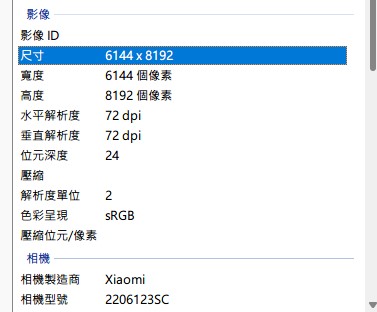 影像
影像 ID
尺寸 6144 x 8192
寬度 6144 個像素
高度 8192 個像素
水平解析度 72 dpi
垂直解析度 72 dpi
位元深度 24
壓縮
解析度單位 2
色彩呈現 sRGB
壓縮位元/像素
相機
相機製造商 Xiaomi
相機型號 2206123SC